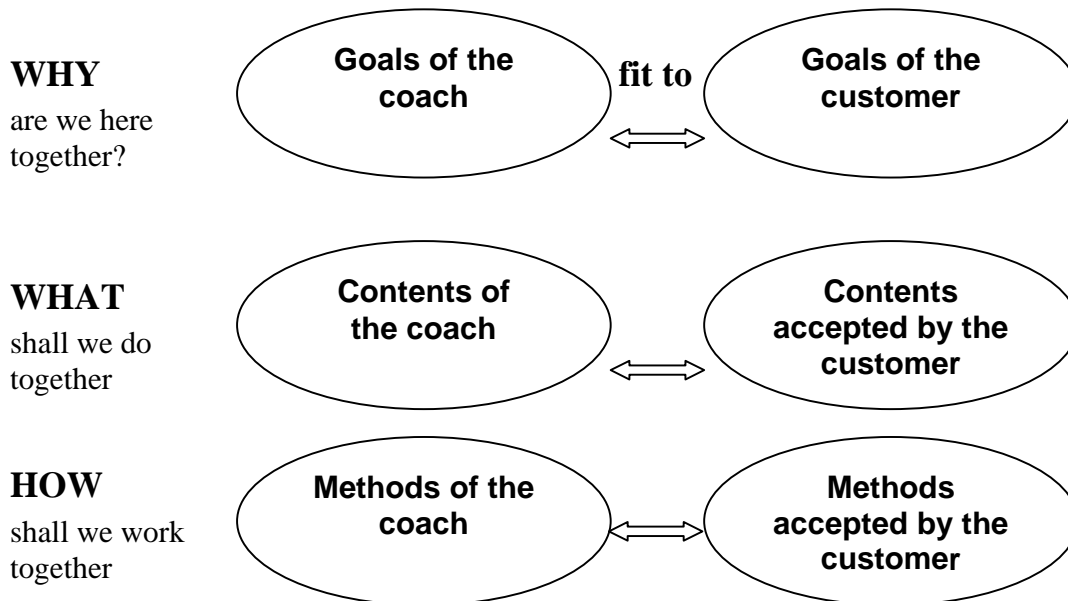 WHY
are we here
together?
Goals of the
coach
fit to
Goals of the
customer
WHAT
shall we do
together
Contents of
the coach
Contents
accepted by the
customer
HOW
shall we work
together
Methods of the
coach
Methods
accepted by the
customer